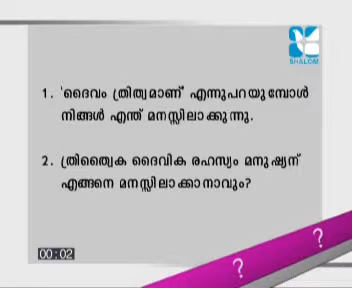 SHALOM
1. 'ദൈവം ത്രിത്വമാണ്' എന്നുപറയുമ്പോൾ
നിങ്ങൾ എന്ത് മനസ്സിലാക്കുന്നു.
2. ത്രിത്വൈക ദൈവിക രഹസ്യം മനുഷ്യന്
എങ്ങനെ മനസ്സിലാക്കാനാവും?
00:02
?
?